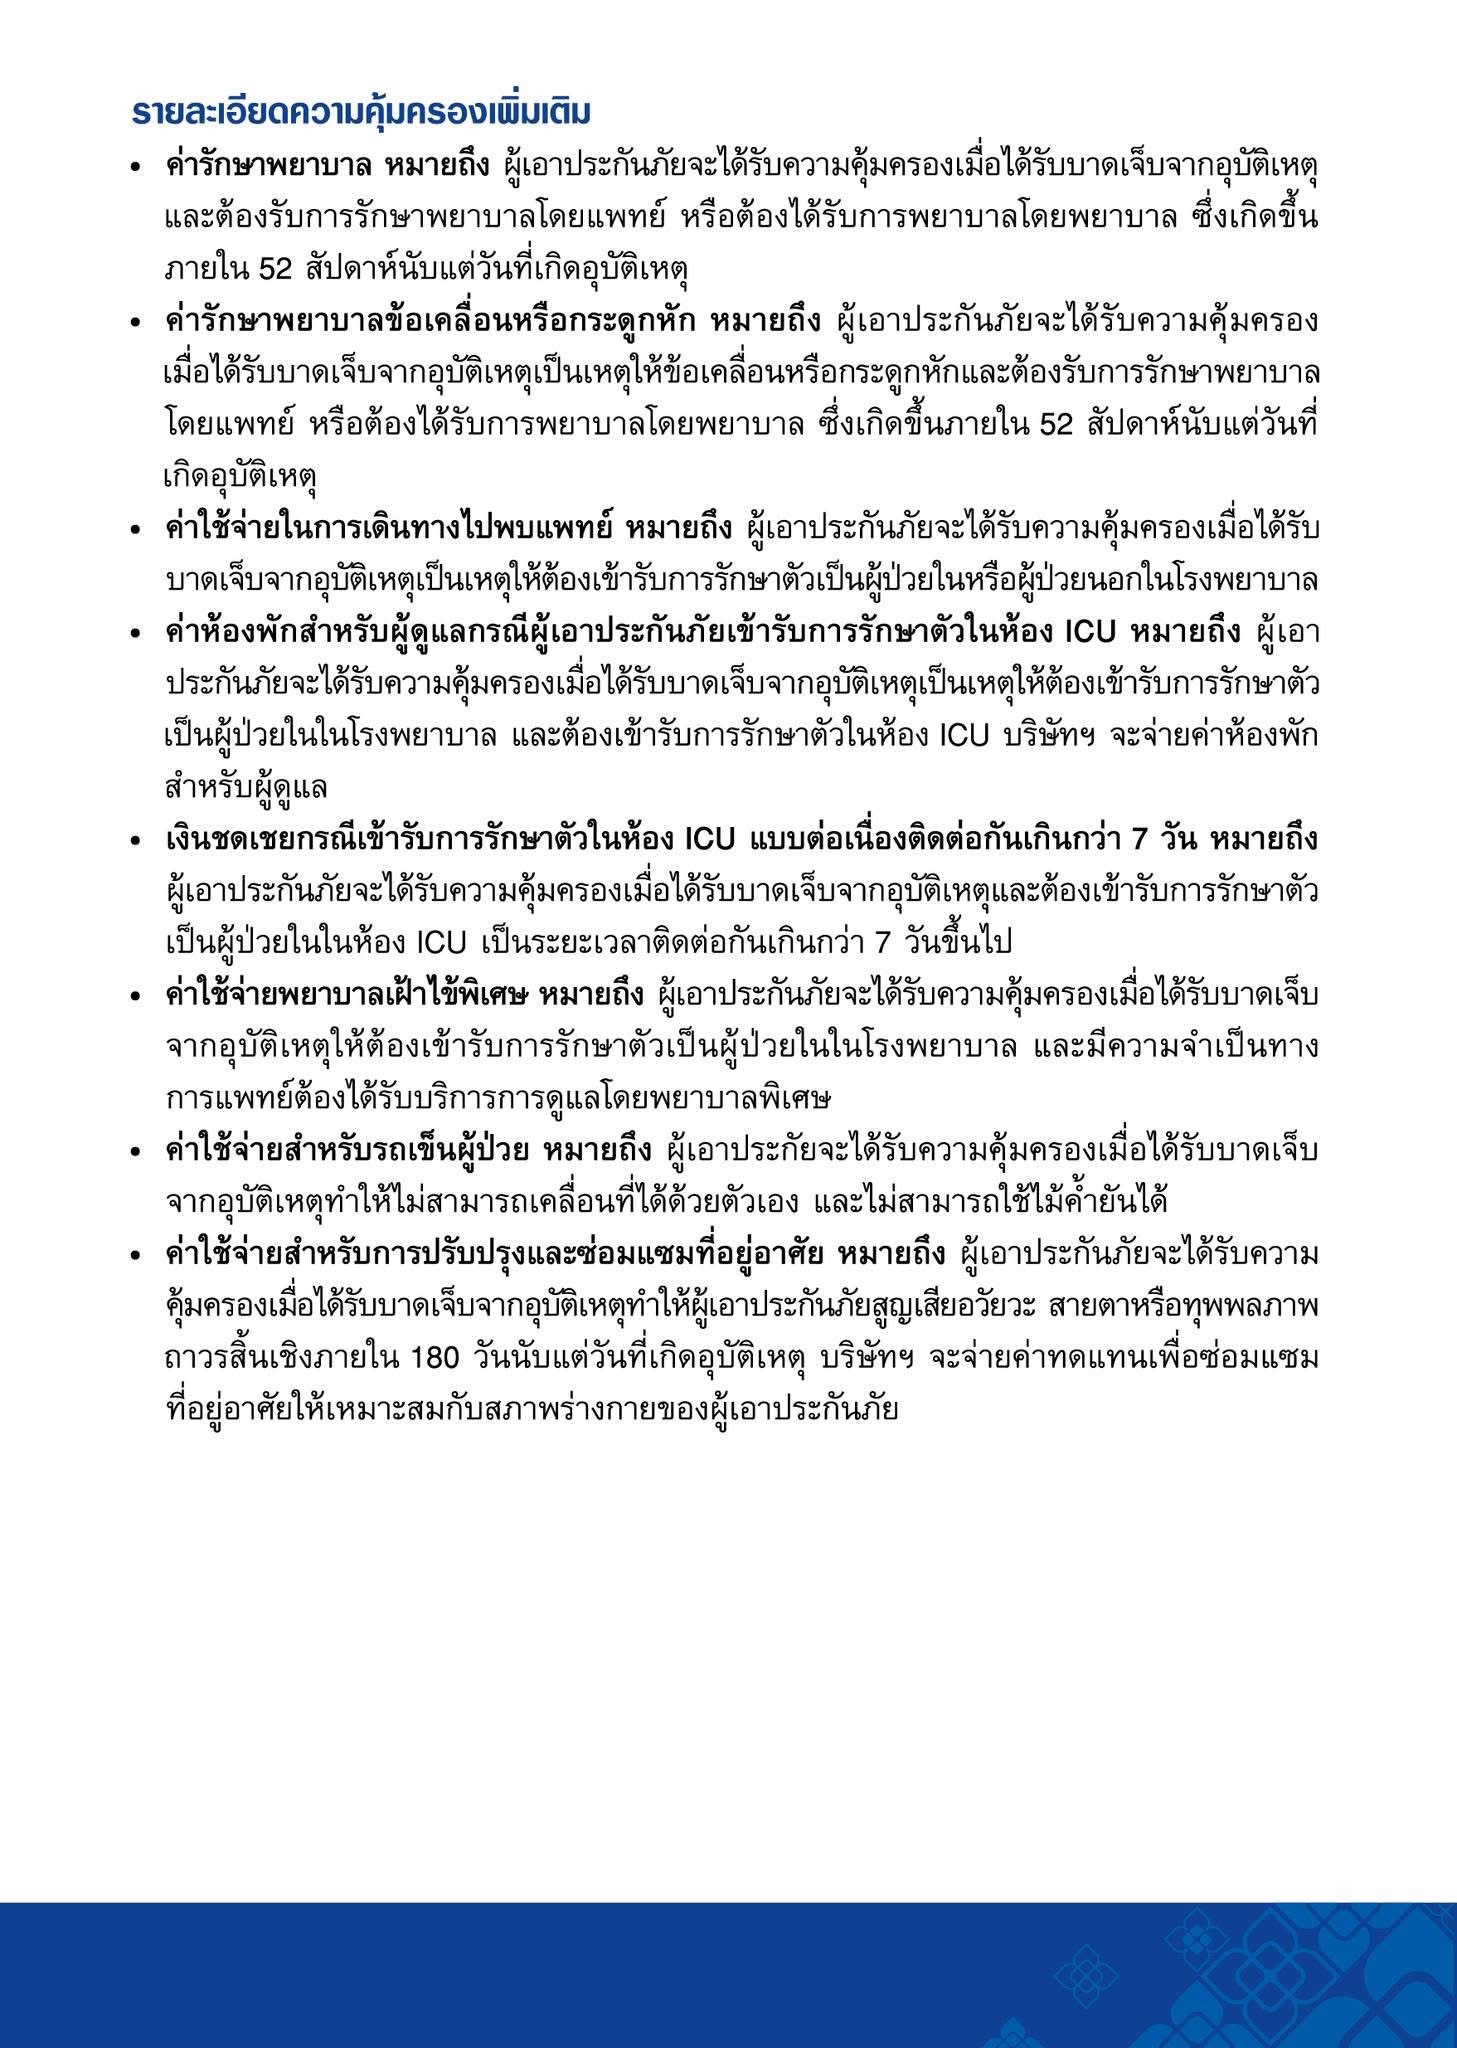 รายละเอียดความคุ้มครองเพิ่มเติม
• ค่ารักษาพยาบาล หมายถึง ผู้เอาประกันภัยจะได้รับความคุ้มครองเมื่อได้รับบาดเจ็บจากอุบัติเหตุ
และต้องรับการรักษาพยาบาลโดยแพทย์ หรือต้องได้รับการพยาบาลโดยพยาบาล ซึ่งเกิดขึ้น
ภายใน 52 สัปดาห์นับแต่วันที่เกิดอุบัติเหตุ
• ค่ารักษาพยาบาลข้อเคลื่อนหรือกระดูกหัก หมายถึง ผู้เอาประกันภัยจะได้รับความคุ้มครอง
เมื่อได้รับบาดเจ็บจากอุบัติเหตุเป็นเหตุให้ข้อเคลื่อนหรือกระดูกหักและต้องรับการรักษาพยาบาล
โดยแพทย์ หรือต้องได้รับการพยาบาลโดยพยาบาล ซึ่งเกิดขึ้นภายใน 52 สัปดาห์นับแต่วันที่
เกิดอุบัติเหตุ
• ค่าใช้จ่ายในการเดินทางไปพบแพทย์ หมายถึง ผู้เอาประกันภัยจะได้รับความคุ้มครองเมื่อได้รับ
บาดเจ็บจากอุบัติเหตุเป็นเหตุให้ต้องเข้ารับการรักษาตัวเป็นผู้ป่วยในหรือผู้ป่วยนอกในโรงพยาบาล
• ค่าห้องพักสำหรับผู้ดูแลกรณีผู้เอาประกันภัยเข้ารับการรักษาตัวในห้อง ICU หมายถึง ผู้เอา
ประกันภัยจะได้รับความคุ้มครองเมื่อได้รับบาดเจ็บจากอุบัติเหตุเป็นเหตุให้ต้องเข้ารับการรักษาตัว
เป็นผู้ป่วยในในโรงพยาบาล และต้องเข้ารับการรักษาตัวในห้อง ICU บริษัทฯ จะจ่ายค่าห้องพัก
สำหรับผู้ดูแล
• เงินชดเชยกรณีเข้ารับการรักษาตัวในห้อง ICU แบบต่อเนื่องติดต่อกันเกินกว่า 7 วัน หมายถึง
ผู้เอาประกันภัยจะได้รับความคุ้มครองเมื่อได้รับบาดเจ็บจากอุบัติเหตุและต้องเข้ารับการรักษาตัว
เป็นผู้ป่วยในในห้อง ICU เป็นระยะเวลาติดต่อกันเกินกว่า 7 วันขึ้นไป
• ค่าใช้จ่ายพยาบาลเฝ้าไข้พิเศษ หมายถึง ผู้เอาประกันภัยจะได้รับความคุ้มครองเมื่อได้รับบาดเจ็บ
จากอุบัติเหตุให้ต้องเข้ารับการรักษาตัวเป็นผู้ป่วยในในโรงพยาบาล และมีความจำเป็นทาง
การแพทย์ต้องได้รับบริการการดูแลโดยพยาบาลพิเศษ
• ค่าใช้จ่ายสำหรับรถเข็นผู้ป่วย หมายถึง ผู้เอาประกัยจะได้รับความคุ้มครองเมื่อได้รับบาดเจ็บ
จากอุบัติเหตุทำให้ไม่สามารถเคลื่อนที่ได้ด้วยตัวเอง และไม่สามารถใช้ไม้ค้ำยันได้
• ค่าใช้จ่ายสำหรับการปรับปรุงและซ่อมแซมที่อยู่อาศัย หมายถึง ผู้เอาประกันภัยจะได้รับความ
คุ้มครองเมื่อได้รับบาดเจ็บจากอุบัติเหตุทำให้ผู้เอาประกันภัยสูญเสียอวัยวะ สายตาหรือทุพพลภาพ
ถาวรสิ้นเชิงภายใน 180 วันนับแต่วันที่เกิดอุบัติเหตุ บริษัทฯ จะจ่ายค่าทดแทนเพื่อซ่อมแซม
ที่อยู่อาศัยให้เหมาะสมกับสภาพร่างกายของผู้เอาประกันภัย